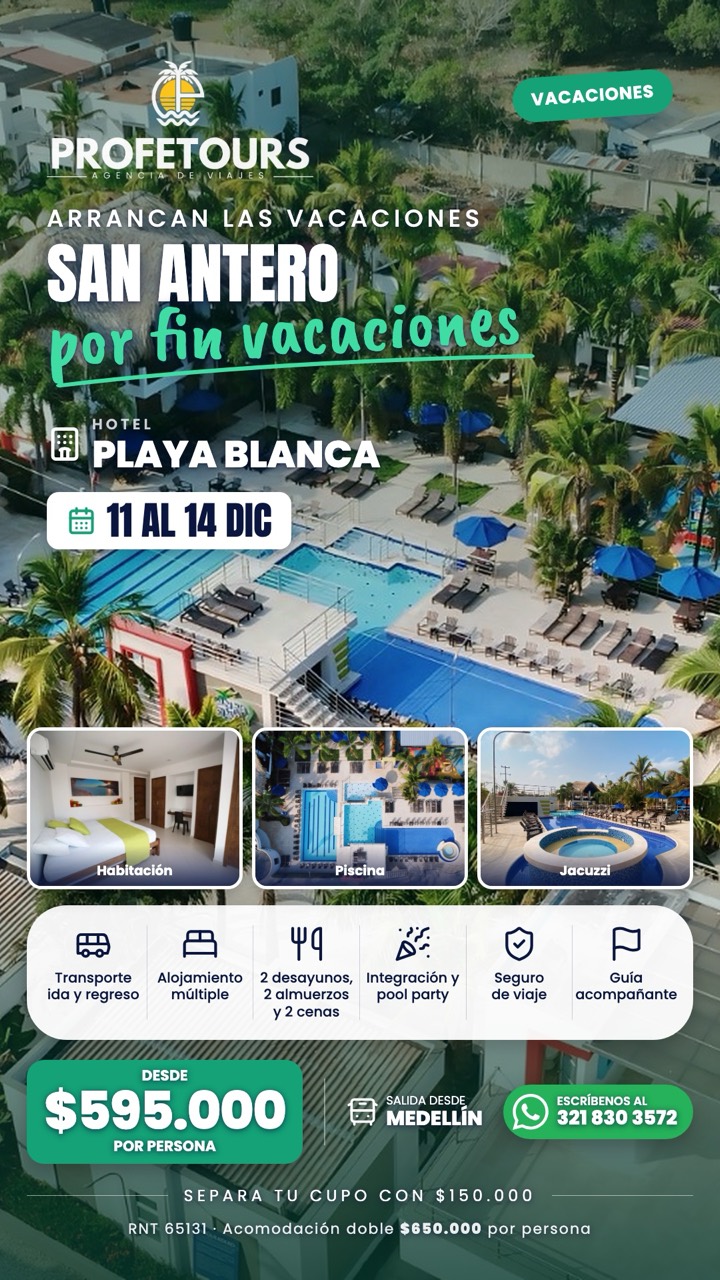 VACACIONES
PROFETOURS
AGENCIA DE VIAJES
ARRANCAN LAS VACACIONES
SAN ANTERO
por fin vacaciones
HOTEL
PLAYA BLANCA
11 AL 14 DIC
Habitación
Piscina
Jacuzzi
Transporte
ida y regreso
Alojamiento
múltiple
2 desayunos,
2 almuerzos
y 2 cenas
Integración y
pool party
Seguro
de viaje
Guía
acompañante
DESDE
$595.000
POR PERSONA
SALIDA DESDE
MEDELLÍN
ESCRÍBENOS AL
321 830 3572
SEPARA TU CUPO CON $150.000
RNT 65131 · Acomodación doble $650.000 por persona